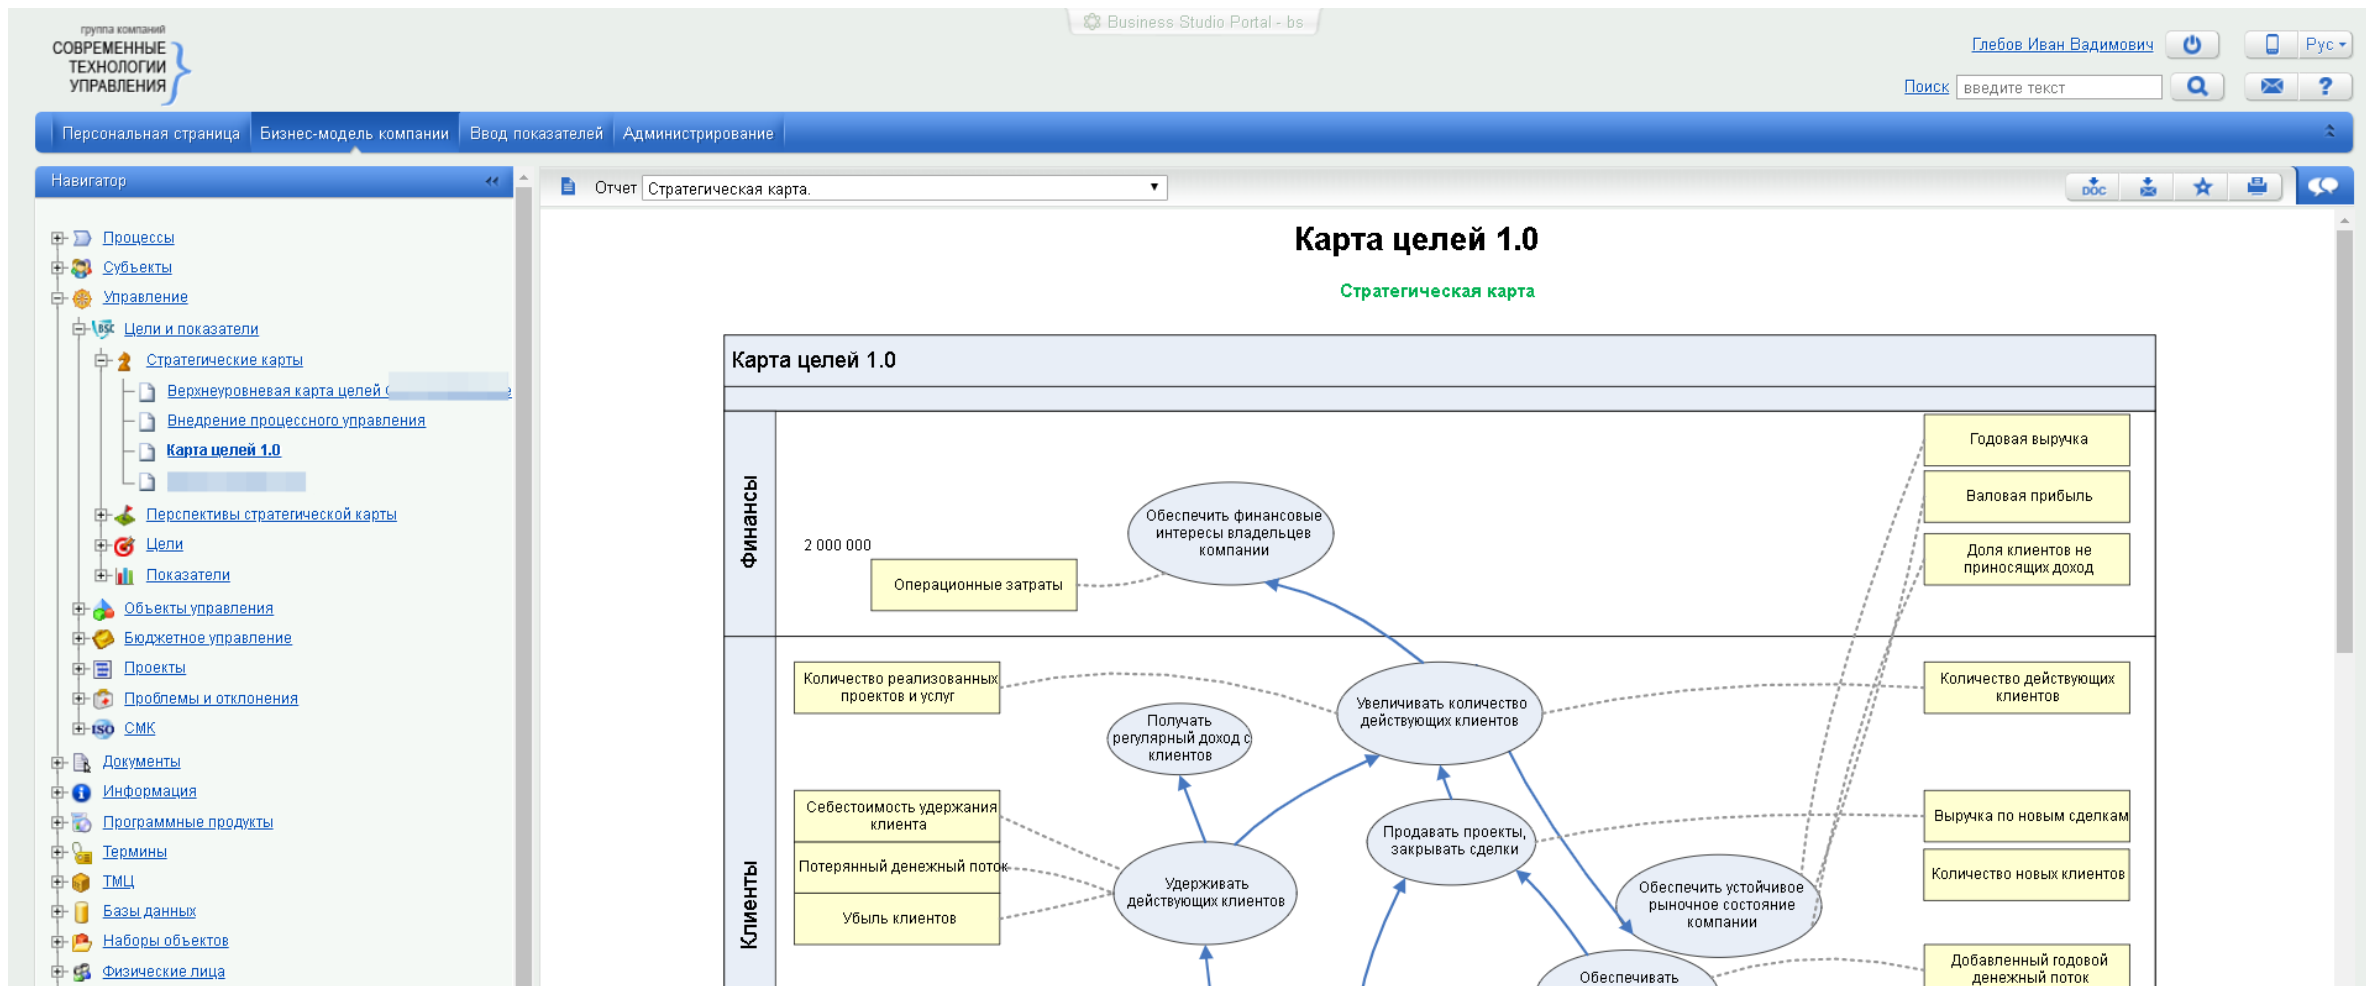 Business Studio Portal - bs
группа компаний
СОВРЕМЕННЫЕ
ТЕХНОЛОГИИ
УПРАВЛЕНИЯ
Глебов Иван Вадимович
Рус
Поиск
введите текст
?
Персональная страница
Бизнес-модель компании
Ввод показателей
Администрирование
Навигатор
Процессы
Субъекты
Управление
BSC
Цели и показатели
Стратегические карты
Верхнеуровневая карта целей
Внедрение процессного управления
Карта целей 1.0
Перспективы стратегической карты
Цели
Показатели
Объекты управления
Бюджетное управление
Проекты
Проблемы и отклонения
ISO
СМК
Документы
Информация
Программные продукты
Термины
ТМЦ
Базы данных
Наборы объектов
Физические лица
Отчет
Стратегическая карта.
DOC
Карта целей 1.0
Стратегическая карта
Карта целей 1.0
Финансы
2 000 000
Операционные затраты
Обеспечить финансовые
интересы владельцев
компании
Годовая выручка
Валовая прибыль
Доля клиентов не
приносящих доход
Клиенты
Количество реализованных
проектов и услуг
Получать
регулярный доход с
клиентов
Увеличивать количество
действующих клиентов
Количество действующих
клиентов
Себестоимость удержания
клиента
Потерянный денежный поток
Убыль клиентов
Удерживать
действующих клиентов
Продавать проекты,
закрывать сделки
Выручка по новым сделкам
Количество новых клиентов
Обеспечить устойчивое
рыночное состояние
компании
Обеспечивать
Добавленный годовой
денежный поток